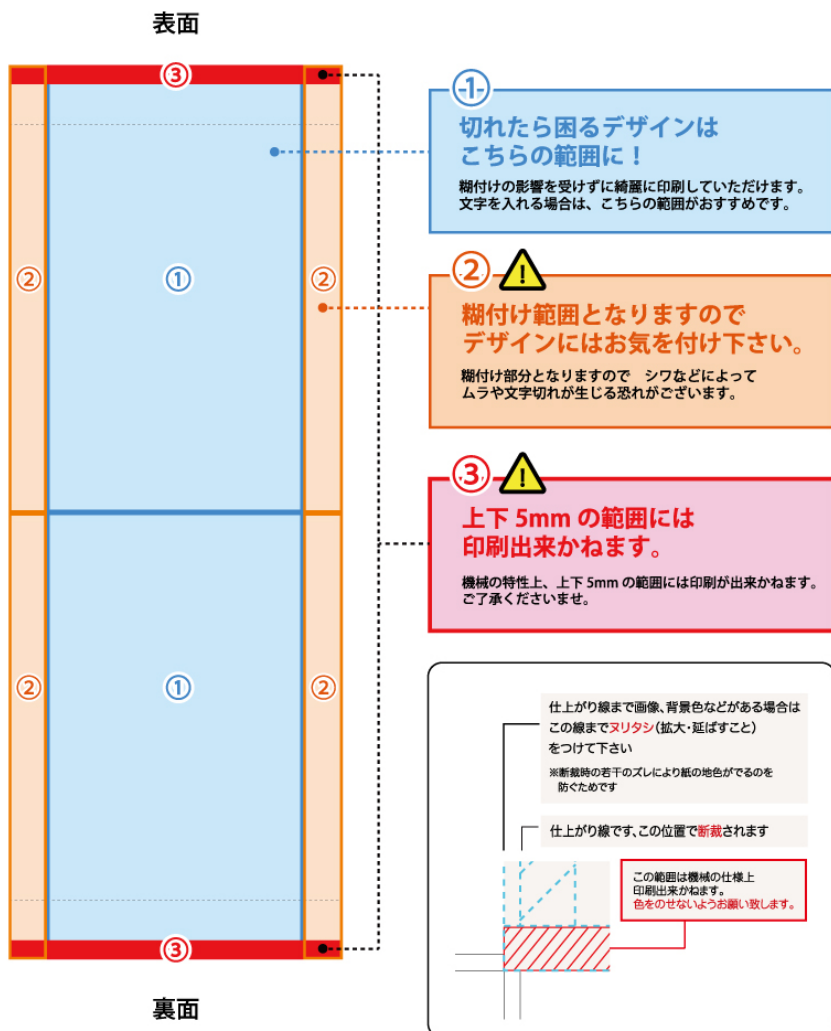 表面
③
②
①
②
②
①
②
③
裏面
①
切れたら困るデザインは
こちらの範囲に！
糊付けの影響を受けずに綺麗に印刷していただけます。
文字を入れる場合は、こちらの範囲がおすすめです。
②
!
糊付け範囲となりますので
デザインにはお気を付け下さい。
糊付け部分となりますので　シワなどによって
ムラや文字切れが生じる恐れがございます。
③
!
上下 5mm の範囲には
印刷出来かねます。
機械の特性上、上下 5mm の範囲には印刷が出来かねます。
ご了承くださいませ。
仕上がり線まで画像、背景色などがある場合は
この線までヌリタシ（拡大・延ばすこと）
をつけて下さい
※断裁時の若干のズレにより紙の地色がでるのを
防ぐためです
仕上がり線です、この位置で断裁されます
この範囲は機械の仕様上
印刷出来かねます。
色をのせないようお願い致します。